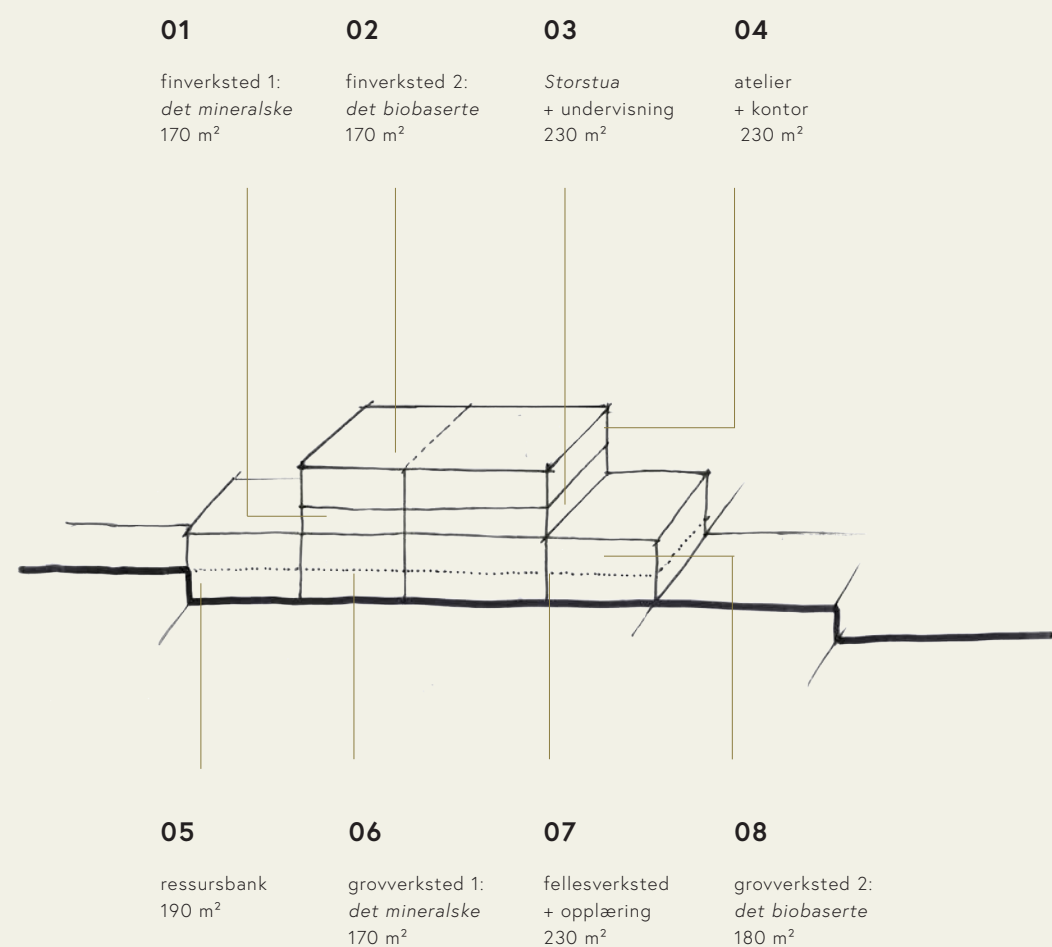 01
finverksted 1:
det mineralske
170 m²
02
finverksted 2:
det biobaserte
170 m²
03
Storstua
+ undervisning
230 m²
04
atelier
+ kontor
230 m²
05
ressursbank
190 m²
06
grovverksted 1:
det mineralske
170 m²
07
fellesverksted
+ opplæring
230 m²
08
grovverksted 2:
det biobaserte
180 m²